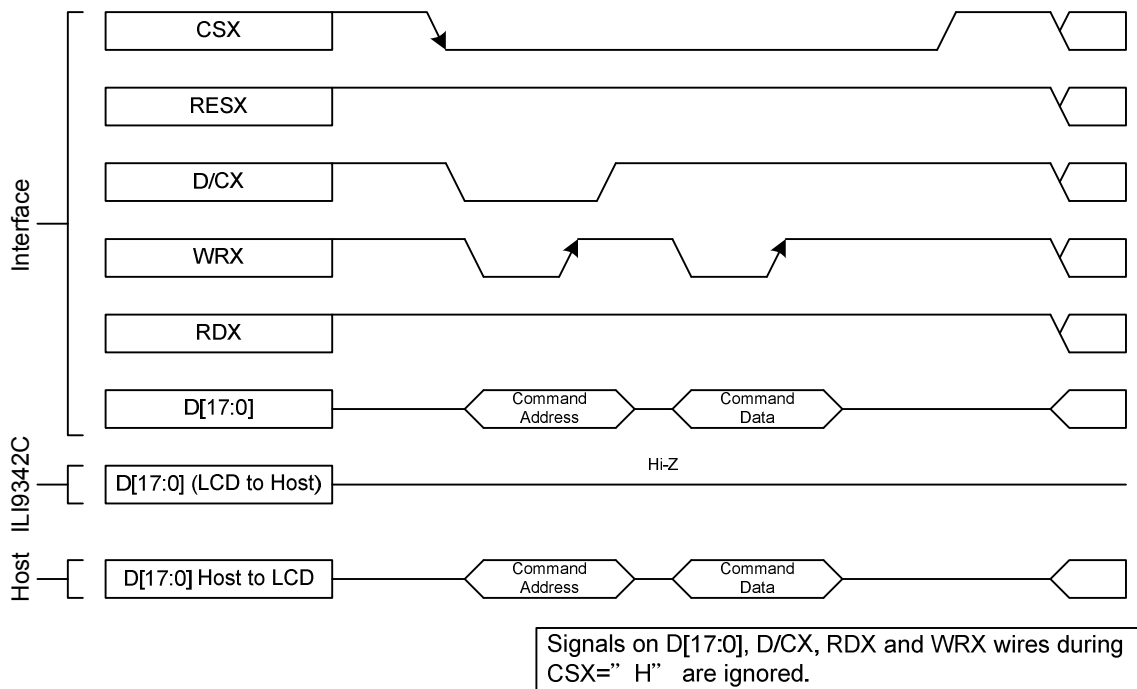 Interface
CSX
RESX
D/CX
WRX
RDX
D[17:0]
Command
Address
Command
Data
ILI9342C
D[17:0] (LCD to Host)
Hi-Z
Host
D[17:0] Host to LCD
Command
Address
Command
Data
Signals on D[17:0], D/CX, RDX and WRX wires during
CSX=” H” are ignored.